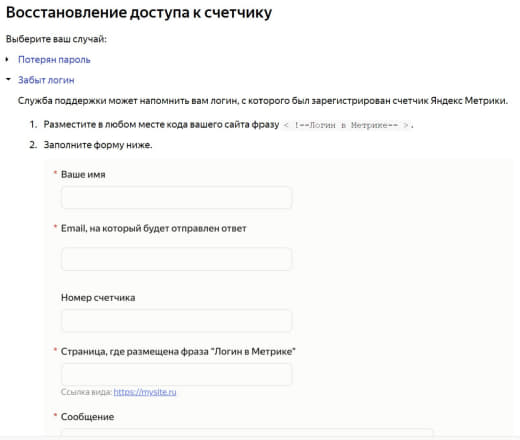 Восстановление доступа к счетчику
Выберите ваш случай:
Потерян пароль
Забыт логин
Служба поддержки может напомнить вам логин, с которого был зарегистрирован счетчик Яндекс Метрики.
1. Разместите в любом месте кода вашего сайта фразу < !--Логин в Метрике-- >.
2. Заполните форму ниже.
* Ваше имя
* Email, на который будет отправлен ответ
Номер счетчика
* Страница, где размещена фраза "Логин в Метрике"
Ссылка вида: https://mysite.ru
* Сообщение